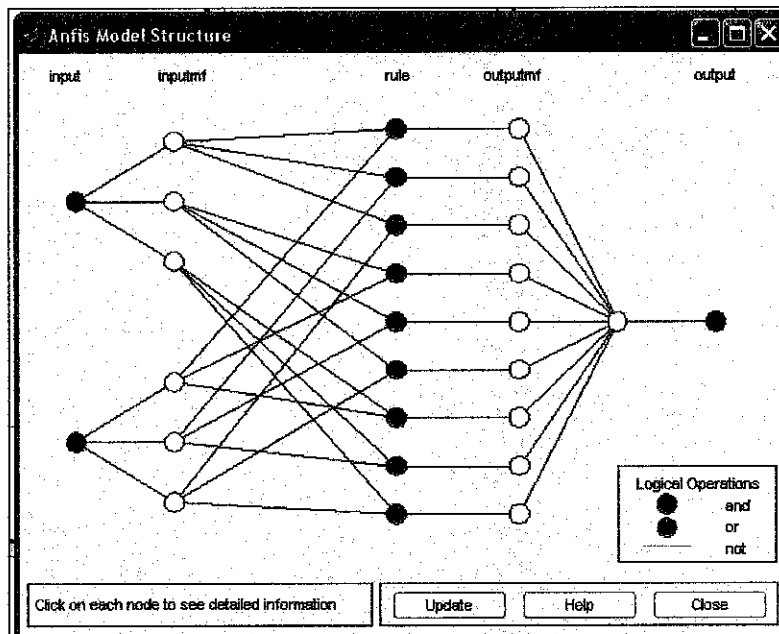 Anfis Model Structure
input inputmf rule outputmf output
Logical Operations
and
or
not
Click on each node to see detailed information
Update Help Close